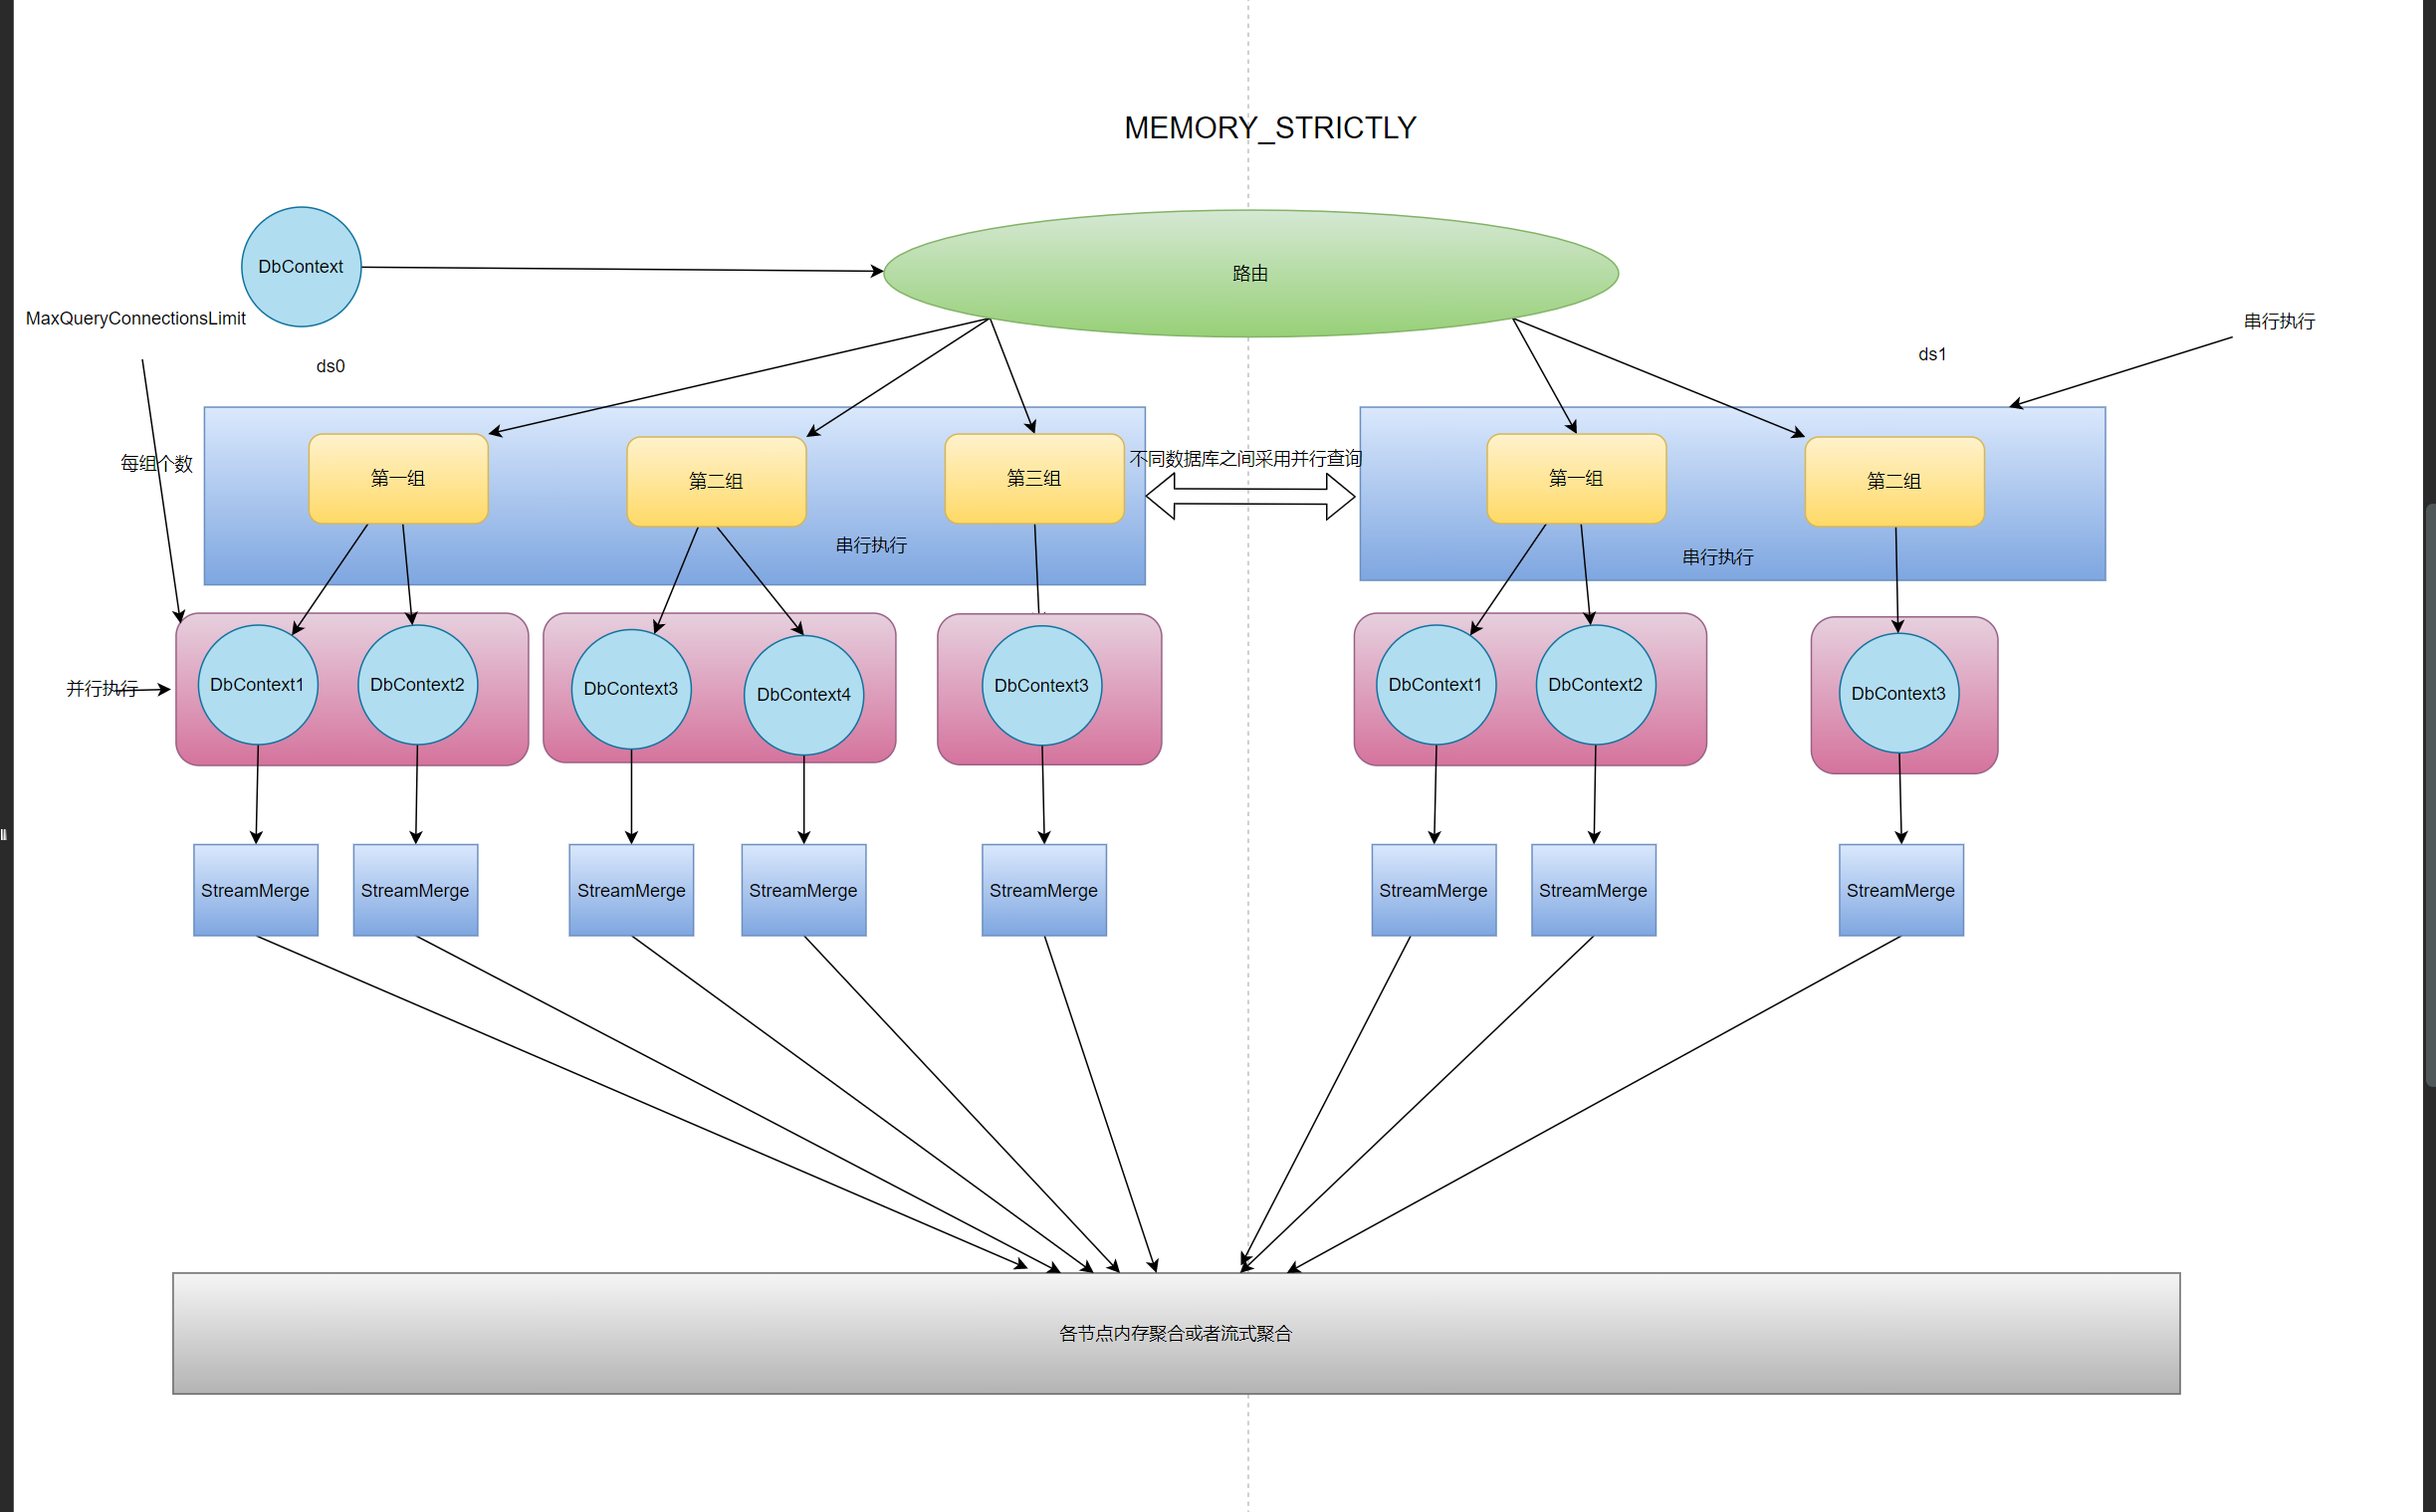 MEMORY_STRICTLY
DbContext
路由
MaxQueryConnectionsLimit
串行执行
ds0
ds1
每组个数
第一组
第二组
第三组
不同数据库之间采用并行查询
第一组
第二组
串行执行
串行执行
并行执行
DbContext1
DbContext2
DbContext3
DbContext4
DbContext3
DbContext1
DbContext2
DbContext3
StreamMerge
StreamMerge
StreamMerge
StreamMerge
StreamMerge
StreamMerge
StreamMerge
StreamMerge
各节点内存聚合或者流式聚合